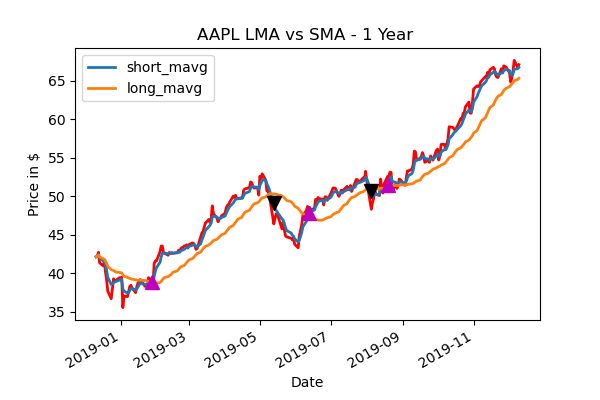 AAPL LMA vs SMA - 1 Year
short_mavg
long_mavg
Price in $
65
60
55
50
45
40
35
2019-01
2019-03
2019-05
2019-07
2019-09
2019-11
Date